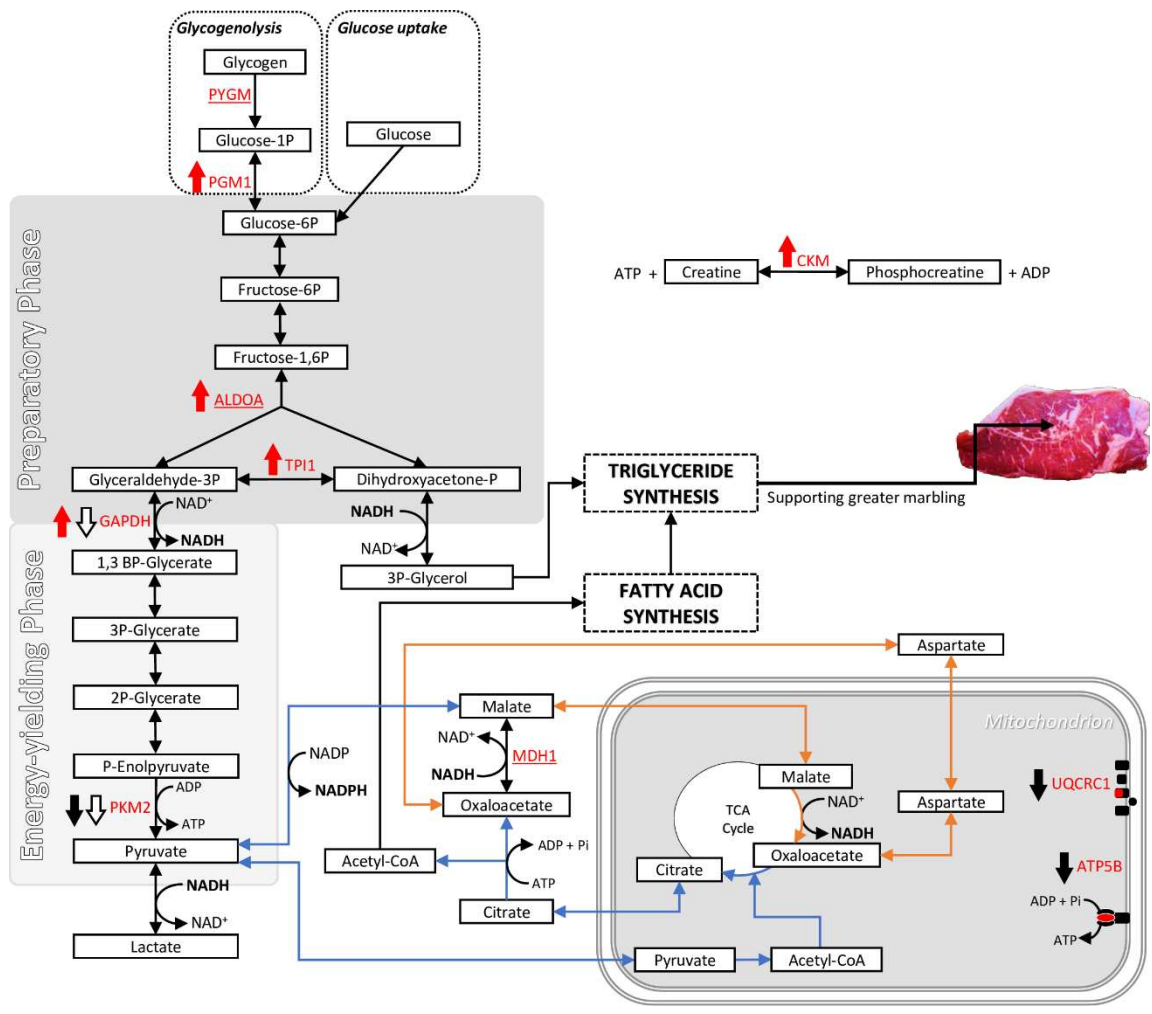 Glycogenolysis
Glucose uptake
Glycogen
PYGM
Glucose-1P
Glucose
PGM1
Glucose-6P
Preparatory Phase
Fructose-6P
ATP + Creatine CKM Phosphocreatine + ADP
Fructose-1,6P
ALDOA
Glyceraldehyde-3P
TPI1
Dihydroxyacetone-P
TRIGLYCERIDE
SYNTHESIS
Supporting greater marbling
GAPDH
NAD⁺
NADH
NADH
NAD⁺
1,3 BP-Glycerate
3P-Glycerol
FATTY ACID
SYNTHESIS
Energy-yielding Phase
3P-Glycerate
2P-Glycerate
P-Enolpyruvate
PKM2
ADP
ATP
Pyruvate
NADH
NAD⁺
Lactate
NADP
NADPH
Malate
NAD⁺
NADH
MDH1
Oxaloacetate
Acetyl-CoA
ADP + Pi
ATP
Citrate
Aspartate
Mitochondrion
Malate
TCA
Cycle
NAD⁺
NADH
Oxaloacetate
Citrate
Aspartate
Pyruvate
Acetyl-CoA
UQCRC1
ATP5B
ADP + Pi
ATP